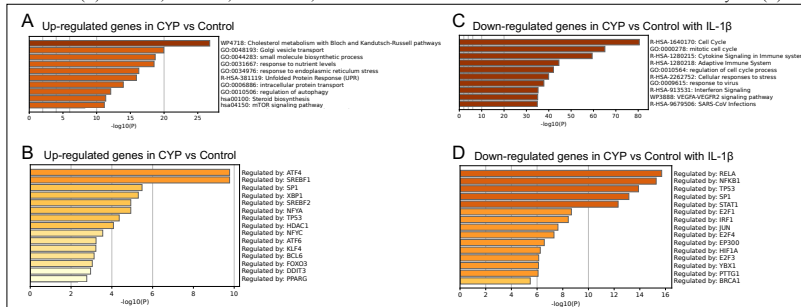 A Up-regulated genes in CYP vs Control
WP4718: Cholesterol metabolism with Bloch and Kandutsch-Russell pathways
GO:0048193: Golgi vesicle transport
GO:0044283: small molecule biosynthetic process
GO:0031667: response to nutrient levels
GO:0034976: response to endoplasmic reticulum stress
R-HSA-381119: Unfolded Protein Response (UPR)
GO:0006886: intracellular protein transport
GO:0010506: regulation of autophagy
hsa00100: Steroid biosynthesis
hsa04150: mTOR signaling pathway
0 5 10 15 20 25
-log10(P)
C Down-regulated genes in CYP vs Control with IL-1β
R-HSA-1640170: Cell Cycle
GO:0000278: mitotic cell cycle
R-HSA-1280215: Cytokine Signaling in Immune system
R-HSA-1280218: Adaptive Immune System
GO:0010564: regulation of cell cycle process
R-HSA-2262752: Cellular responses to stress
GO:0009615: response to virus
R-HSA-913531: Interferon Signaling
WP3888: VEGFA-VEGFR2 signaling pathway
R-HSA-9679506: SARS-CoV Infections
0 10 20 30 40 50 60 70 80
-log10(P)
B Up-regulated genes in CYP vs Control
Regulated by: ATF4
Regulated by: SREBF1
Regulated by: SP1
Regulated by: XBP1
Regulated by: SREBF2
Regulated by: NFYA
Regulated by: TP53
Regulated by: HDAC1
Regulated by: NFYC
Regulated by: ATF6
Regulated by: KLF4
Regulated by: BCL6
Regulated by: FOXO3
Regulated by: DDIT3
Regulated by: PPARG
0 2 4 6 8 10
-log10(P)
D Down-regulated genes in CYP vs Control with IL-1β
Regulated by: RELA
Regulated by: NFKB1
Regulated by: TP53
Regulated by: SP1
Regulated by: STAT1
Regulated by: E2F1
Regulated by: IRF1
Regulated by: JUN
Regulated by: E2F4
Regulated by: EP300
Regulated by: HIF1A
Regulated by: E2F3
Regulated by: YBX1
Regulated by: PTTG1
Regulated by: BRCA1
0 2 4 6 8 10 12 14 16
-log10(P)